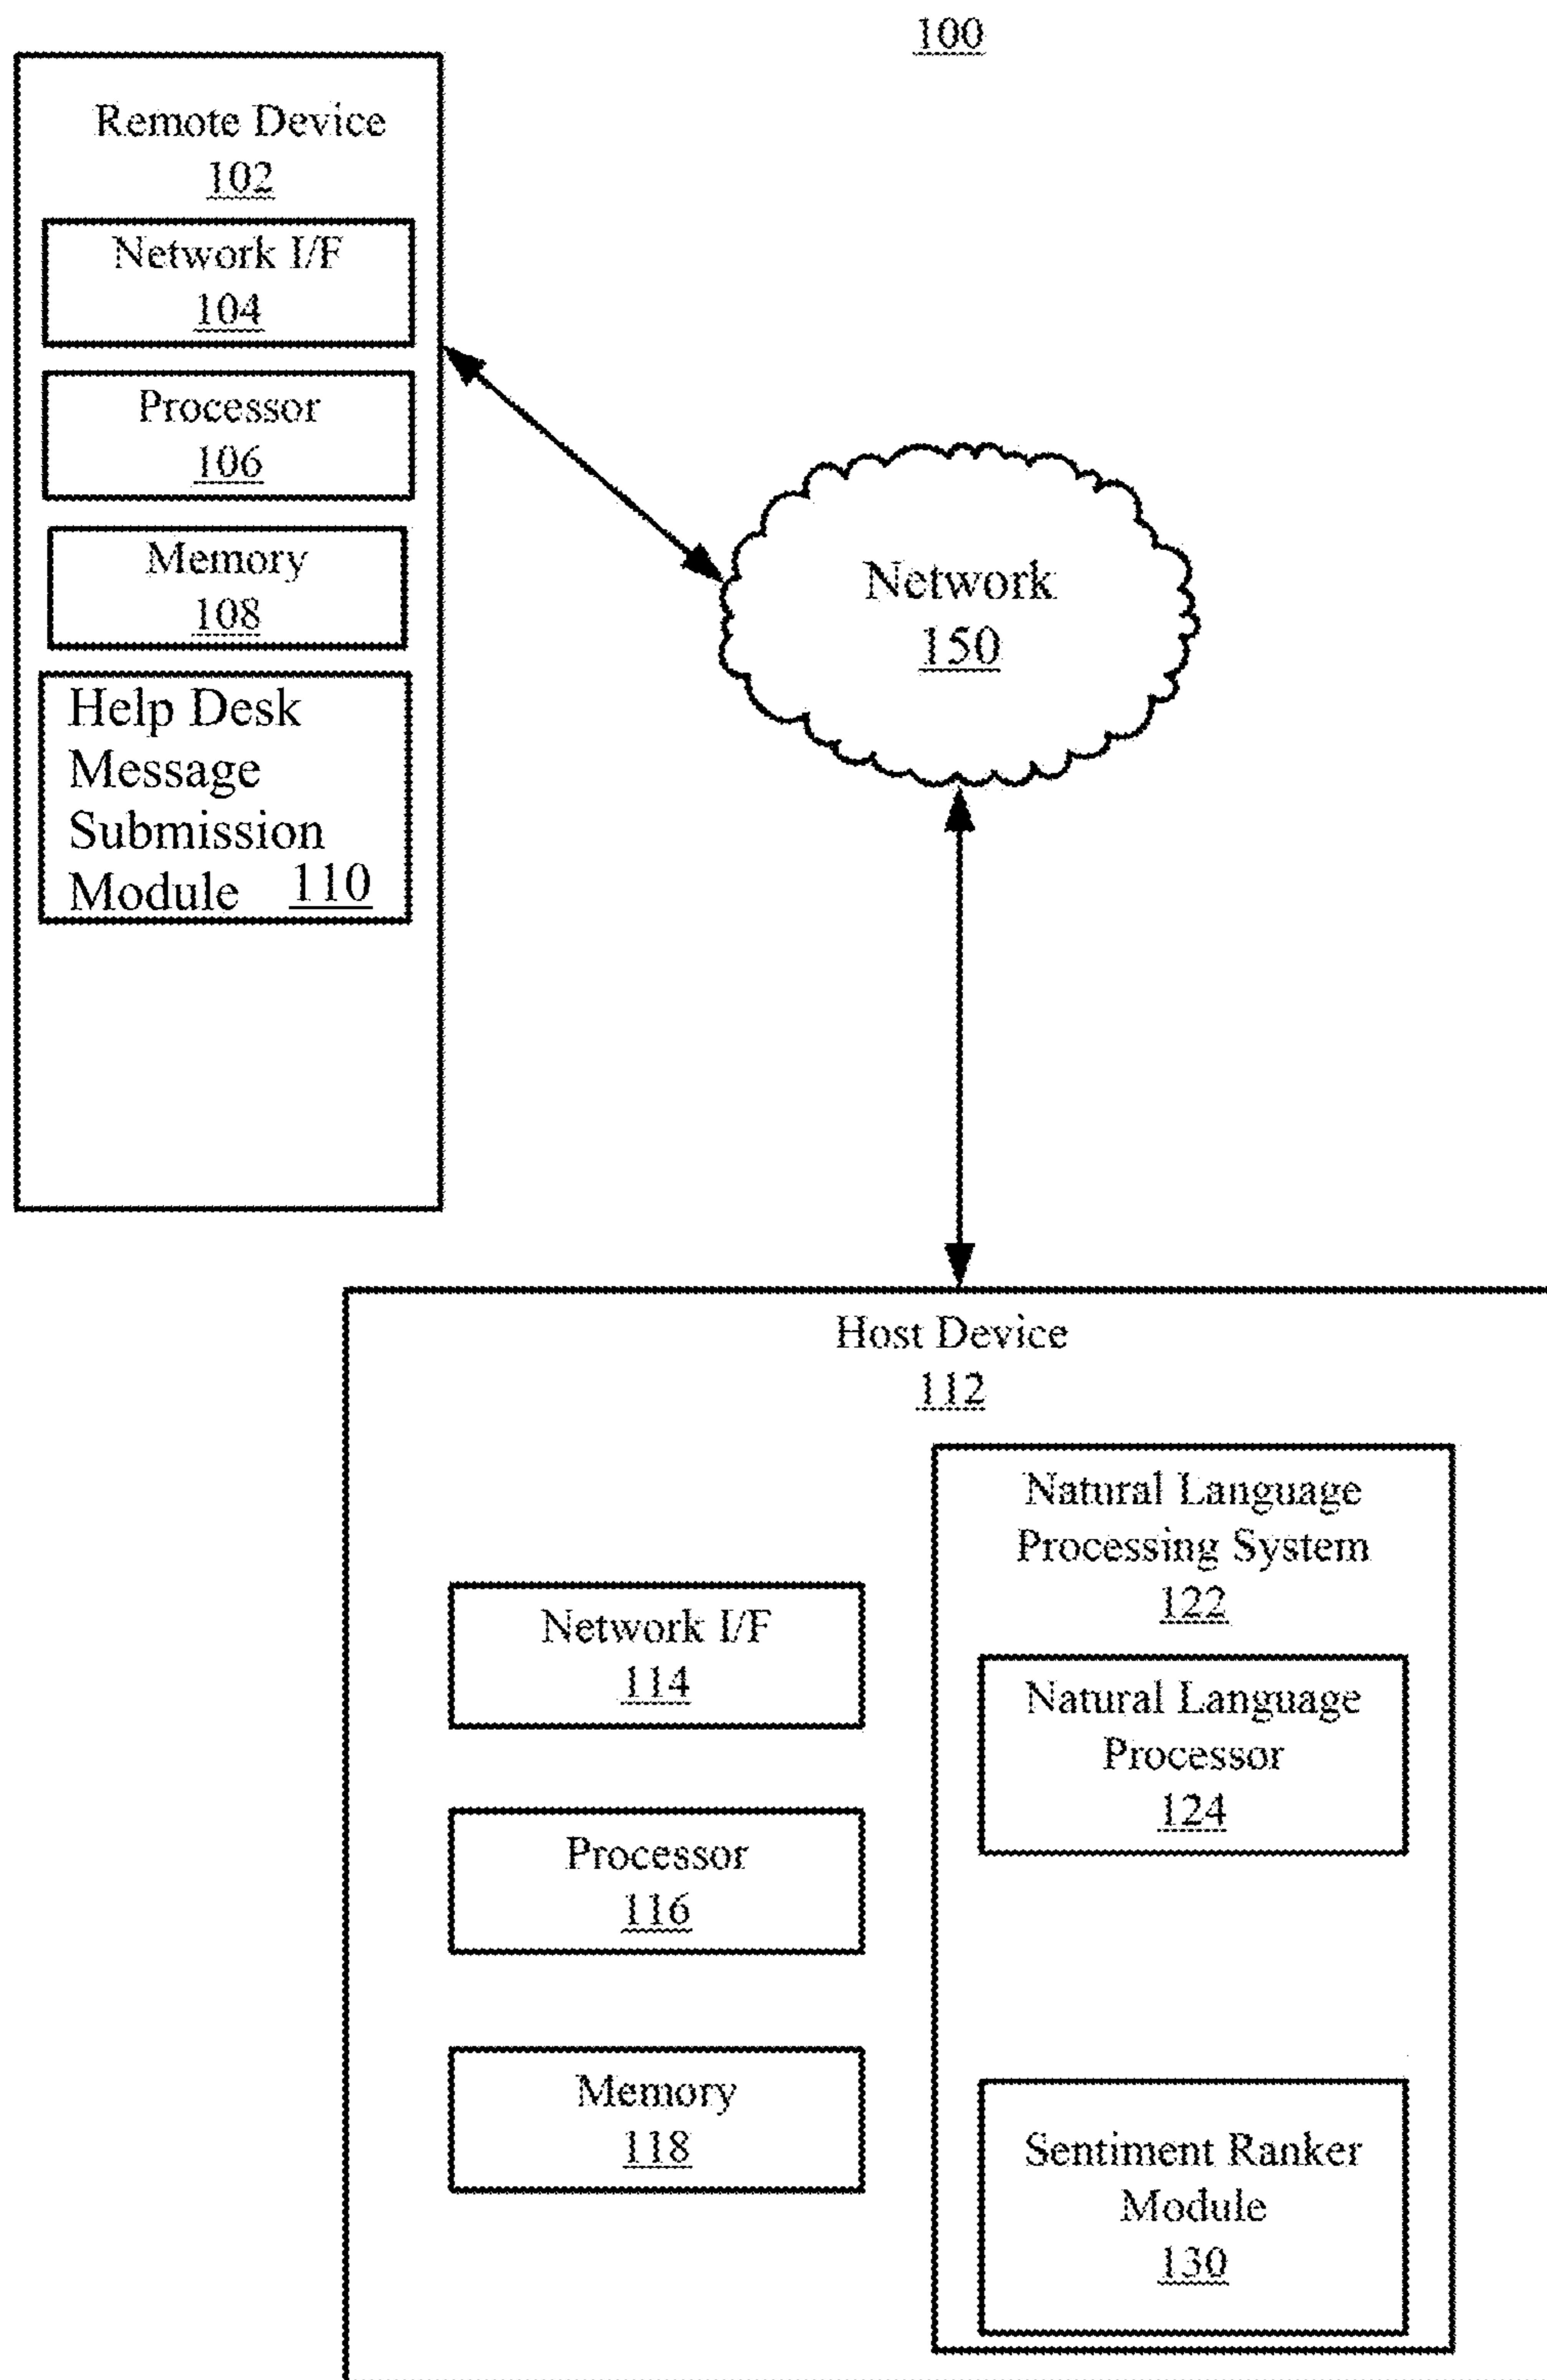 100
Remote Device
102
Network I/F
104
Processor
106
Memory
108
Help Desk
Message
Submission
Module 110
Network
150
Host Device
112
Network I/F
114
Processor
116
Memory
118
Natural Language
Processing System
122
Natural Language
Processor
124
Sentiment Ranker
Module
130